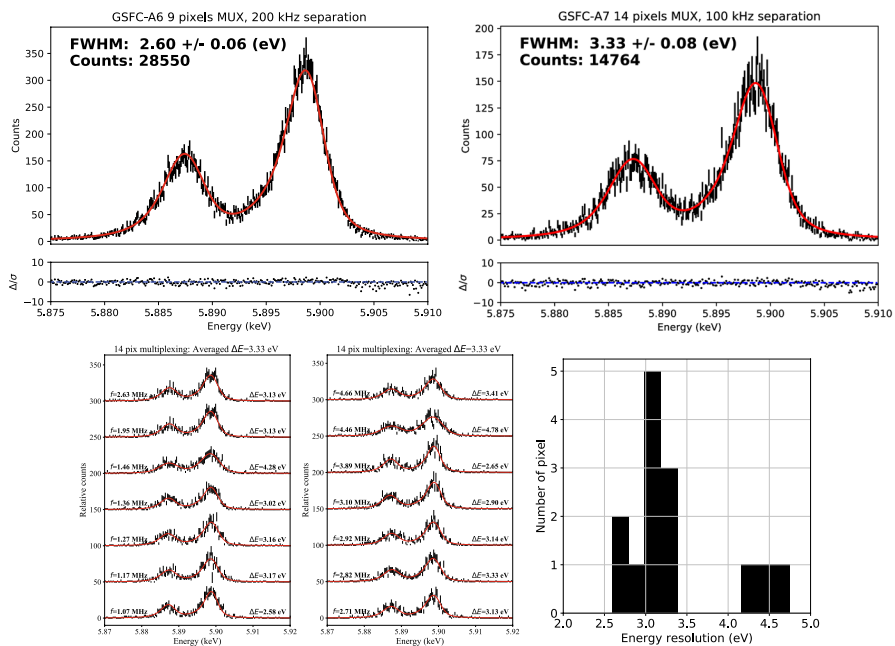 GSFC-A6 9 pixels MUX, 200 kHz separation
FWHM: 2.60 +/- 0.06 (eV)
Counts: 28550
Counts
350
300
250
200
150
100
50
0
Δ/σ
10
0
−10
5.875 5.880 5.885 5.890 5.895 5.900 5.905 5.910
Energy (keV)
GSFC-A7 14 pixels MUX, 100 kHz separation
FWHM: 3.33 +/- 0.08 (eV)
Counts: 14764
Counts
200
175
150
125
100
75
50
25
0
Δ/σ
10
0
−10
5.875 5.880 5.885 5.890 5.895 5.900 5.905 5.910
Energy (keV)
14 pix multiplexing: Averaged ΔE=3.33 eV
Relative counts
350
300
250
200
150
100
50
0
f=2.63 MHz ΔE=3.13 eV
f=1.95 MHz ΔE=3.13 eV
f=1.46 MHz ΔE=4.28 eV
f=1.36 MHz ΔE=3.02 eV
f=1.27 MHz ΔE=3.16 eV
f=1.17 MHz ΔE=3.17 eV
f=1.07 MHz ΔE=2.58 eV
5.87 5.88 5.89 5.90 5.91 5.92
Energy (keV)
14 pix multiplexing: Averaged ΔE=3.33 eV
Relative counts
350
300
250
200
150
100
50
0
f=4.66 MHz ΔE=3.41 eV
f=4.46 MHz ΔE=4.78 eV
f=3.89 MHz ΔE=2.65 eV
f=3.10 MHz ΔE=2.90 eV
f=2.92 MHz ΔE=3.14 eV
f=2.82 MHz ΔE=3.33 eV
f=2.71 MHz ΔE=3.13 eV
5.87 5.88 5.89 5.90 5.91 5.92
Energy (keV)
Number of pixel
5
4
3
2
1
0
2.0 2.5 3.0 3.5 4.0 4.5 5.0
Energy resolution (eV)